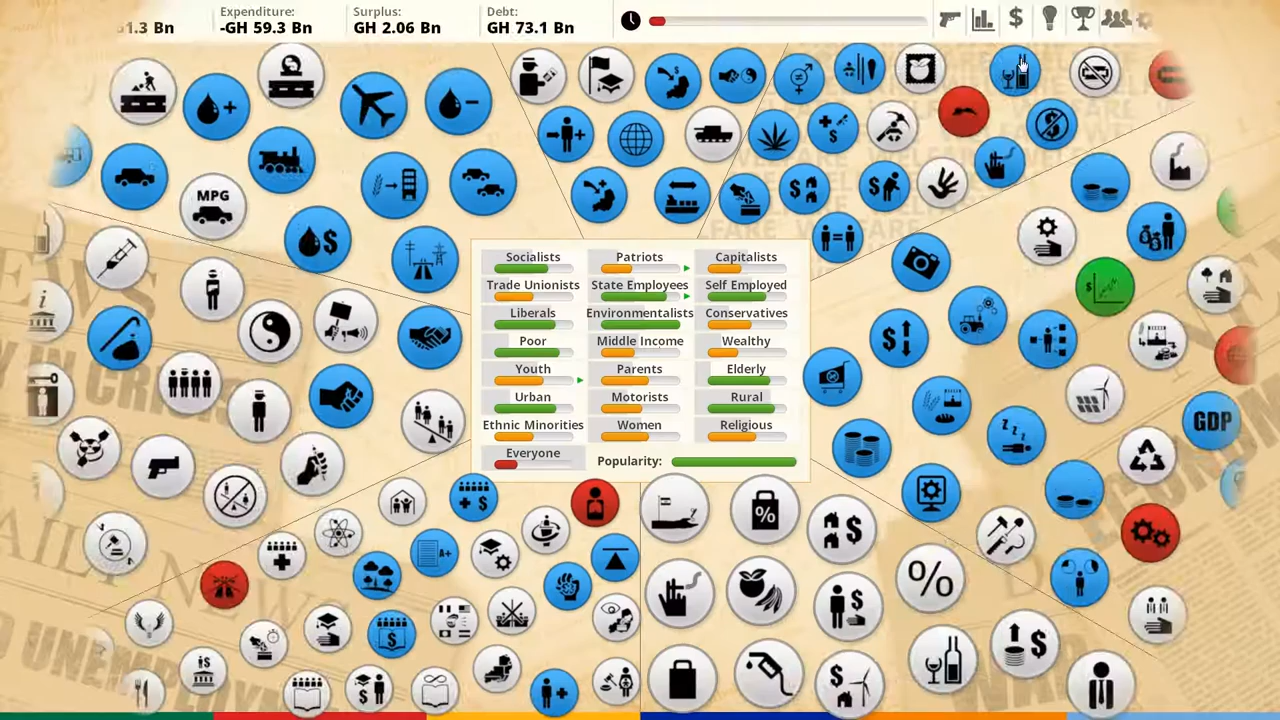 Expenditure: Surplus: Debt:
51.3 Bn -GH 59.3 Bn GH 2.06 Bn GH 73.1 Bn
MPG
Socialists Patriots Capitalists
Trade Unionists State Employees Self Employed
Liberals Environmentalists Conservatives
Poor Middle Income Wealthy
Youth Parents Elderly
Urban Motorists Rural
Ethnic Minorities Women Religious
Everyone Popularity:
GDP
A+
%